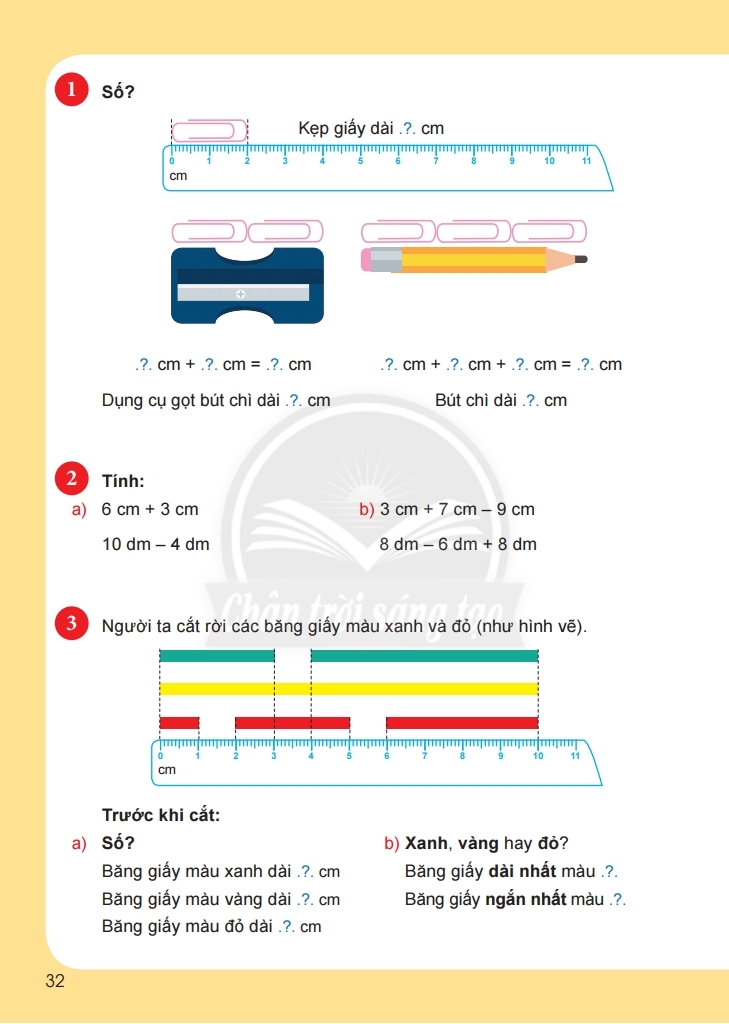 1 Số?
Kẹp giấy dài .?. cm
0 1 2 3 4 5 6 7 8 9 10 11
cm
.?. cm + .?. cm = .?. cm
.?. cm + .?. cm + .?. cm = .?. cm
Dụng cụ gọt bút chì dài .?. cm
Bút chì dài .?. cm
2 Tính:
a) 6 cm + 3 cm
b) 3 cm + 7 cm – 9 cm
10 dm – 4 dm
8 dm – 6 dm + 8 dm
Chân trời sáng tạo
3 Người ta cắt rời các băng giấy màu xanh và đỏ (như hình vẽ).
0 1 2 3 4 5 6 7 8 9 10 11
cm
Trước khi cắt:
a) Số?
Băng giấy màu xanh dài .?. cm
Băng giấy màu vàng dài .?. cm
Băng giấy màu đỏ dài .?. cm
b) Xanh, vàng hay đỏ?
Băng giấy dài nhất màu .?.
Băng giấy ngắn nhất màu .?.
32